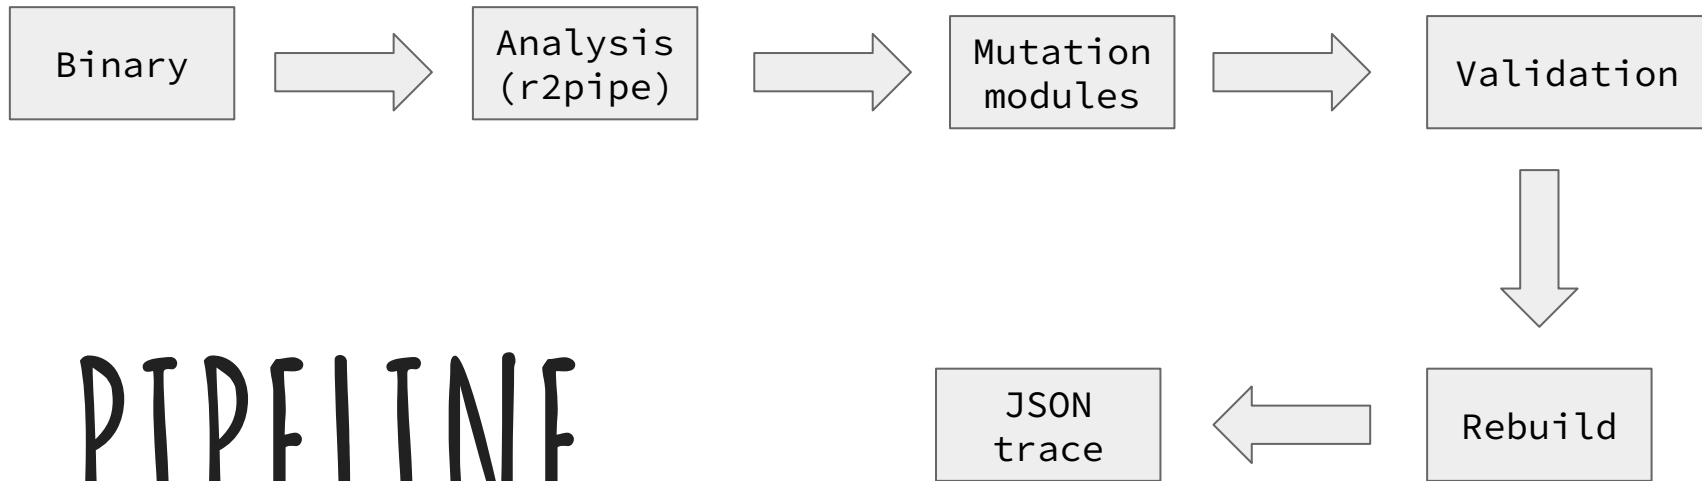 Binary
Analysis
(r2pipe)
Mutation
modules
Validation
Rebuild
JSON
trace
PIPELINE